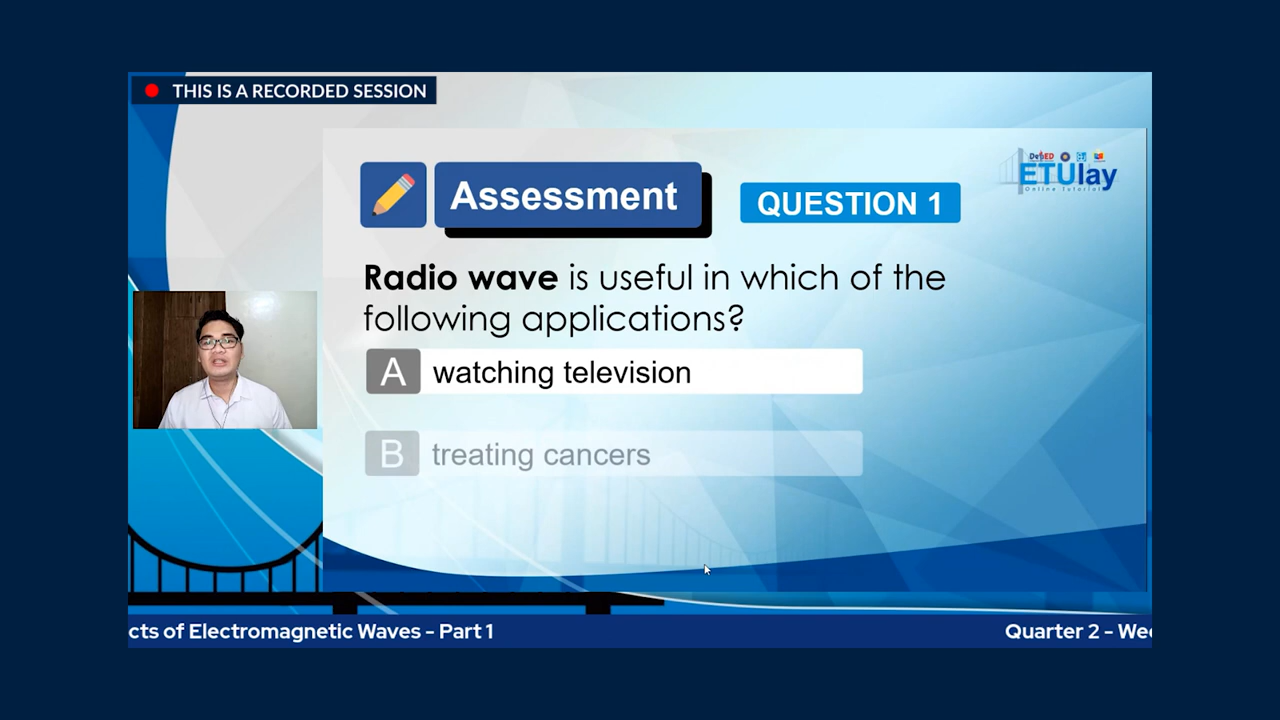 THIS IS A RECORDED SESSION
DepED
ETUlay
Online Tutorial
Assessment
QUESTION 1
Radio wave is useful in which of the
following applications?
A watching television
B treating cancers
cts of Electromagnetic Waves - Part 1
Quarter 2 - We